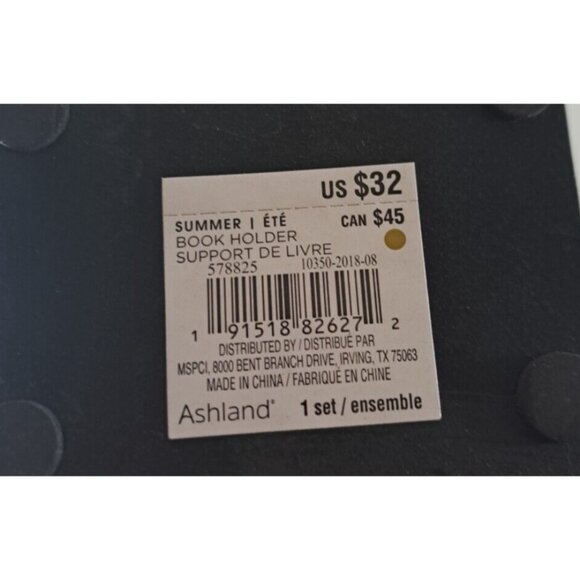 US $32
SUMMER | ÉTÉ CAN $45
BOOK HOLDER
SUPPORT DE LIVRE
578825 10350-2018-08
1 91518 82627 2
DISTRIBUTED BY / DISTRIBUÉ PAR
MSPCI, 8000 BENT BRANCH DRIVE, IRVING, TX 75063
MADE IN CHINA / FABRIQUÉ EN CHINE
Ashland® 1 set / ensemble